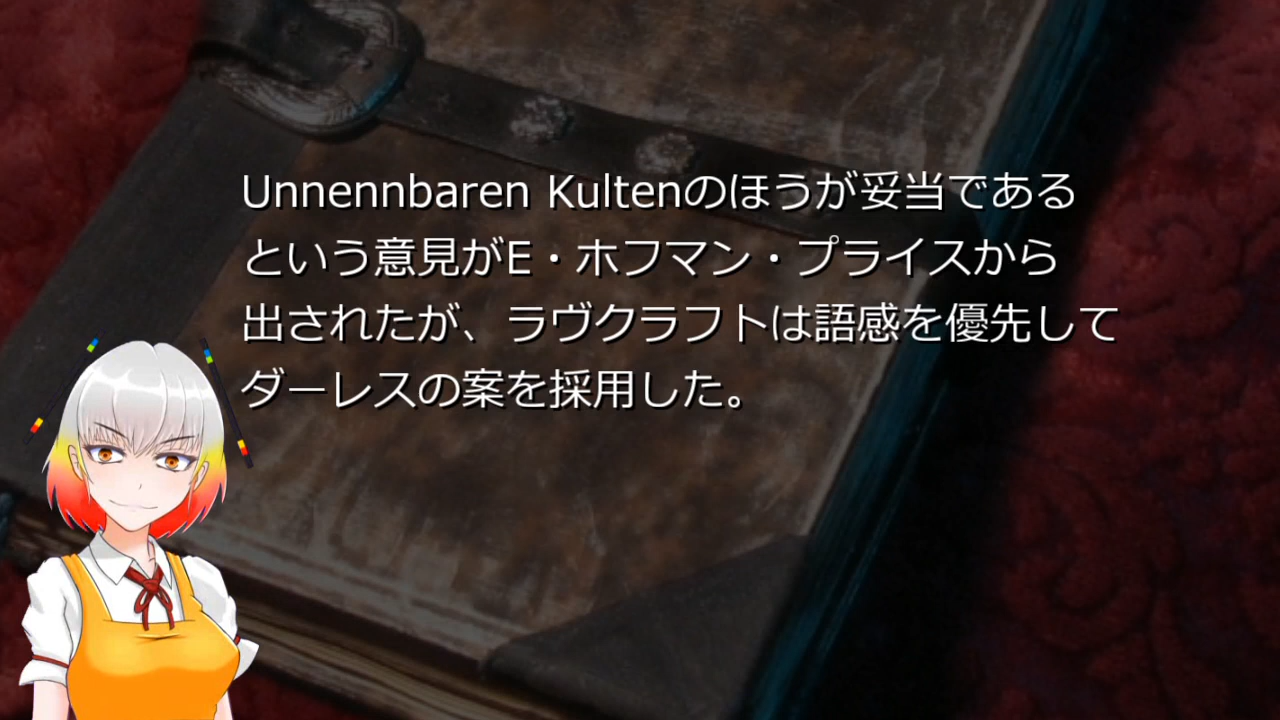 Unnennbaren Kultenのほうが妥当である
という意見がE・ホフマン・プライスから
出されたが、ラヴクラフトは語感を優先して
ダーレスの案を採用した。